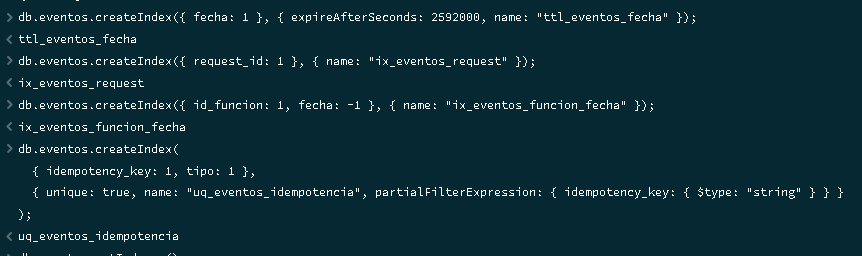 > db.eventos.createIndex({ fecha: 1 }, { expireAfterSeconds: 2592000, name: "ttl_eventos_fecha" });
< ttl_eventos_fecha
> db.eventos.createIndex({ request_id: 1 }, { name: "ix_eventos_request" });
< ix_eventos_request
> db.eventos.createIndex({ id_funcion: 1, fecha: -1 }, { name: "ix_eventos_funcion_fecha" });
< ix_eventos_funcion_fecha
> db.eventos.createIndex(
{ idempotency_key: 1, tipo: 1 },
{ unique: true, name: "uq_eventos_idempotencia", partialFilterExpression: { idempotency_key: { $type: "string" } } }
);
< uq_eventos_idempotencia